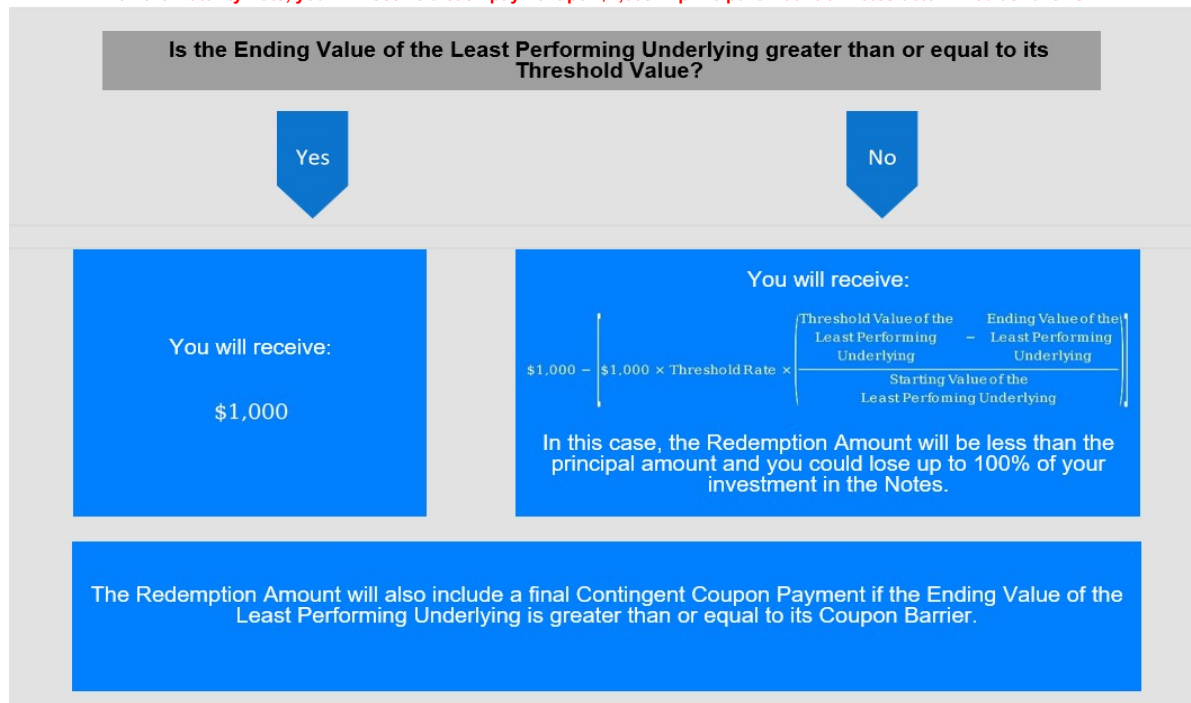 Is the Ending Value of the Least Performing Underlying greater than or equal to its
Threshold Value?
Yes
No
You will receive:
$1,000
You will receive:
$1,000 − [$1,000 × Threshold Rate × (
Threshold Value of the
Least Performing
Underlying
−
Ending Value of the
Least Performing
Underlying
Starting Value of the
Least Perfoming Underlying
)]
In this case, the Redemption Amount will be less than the
principal amount and you could lose up to 100% of your
investment in the Notes.
The Redemption Amount will also include a final Contingent Coupon Payment if the Ending Value of the
Least Performing Underlying is greater than or equal to its Coupon Barrier.